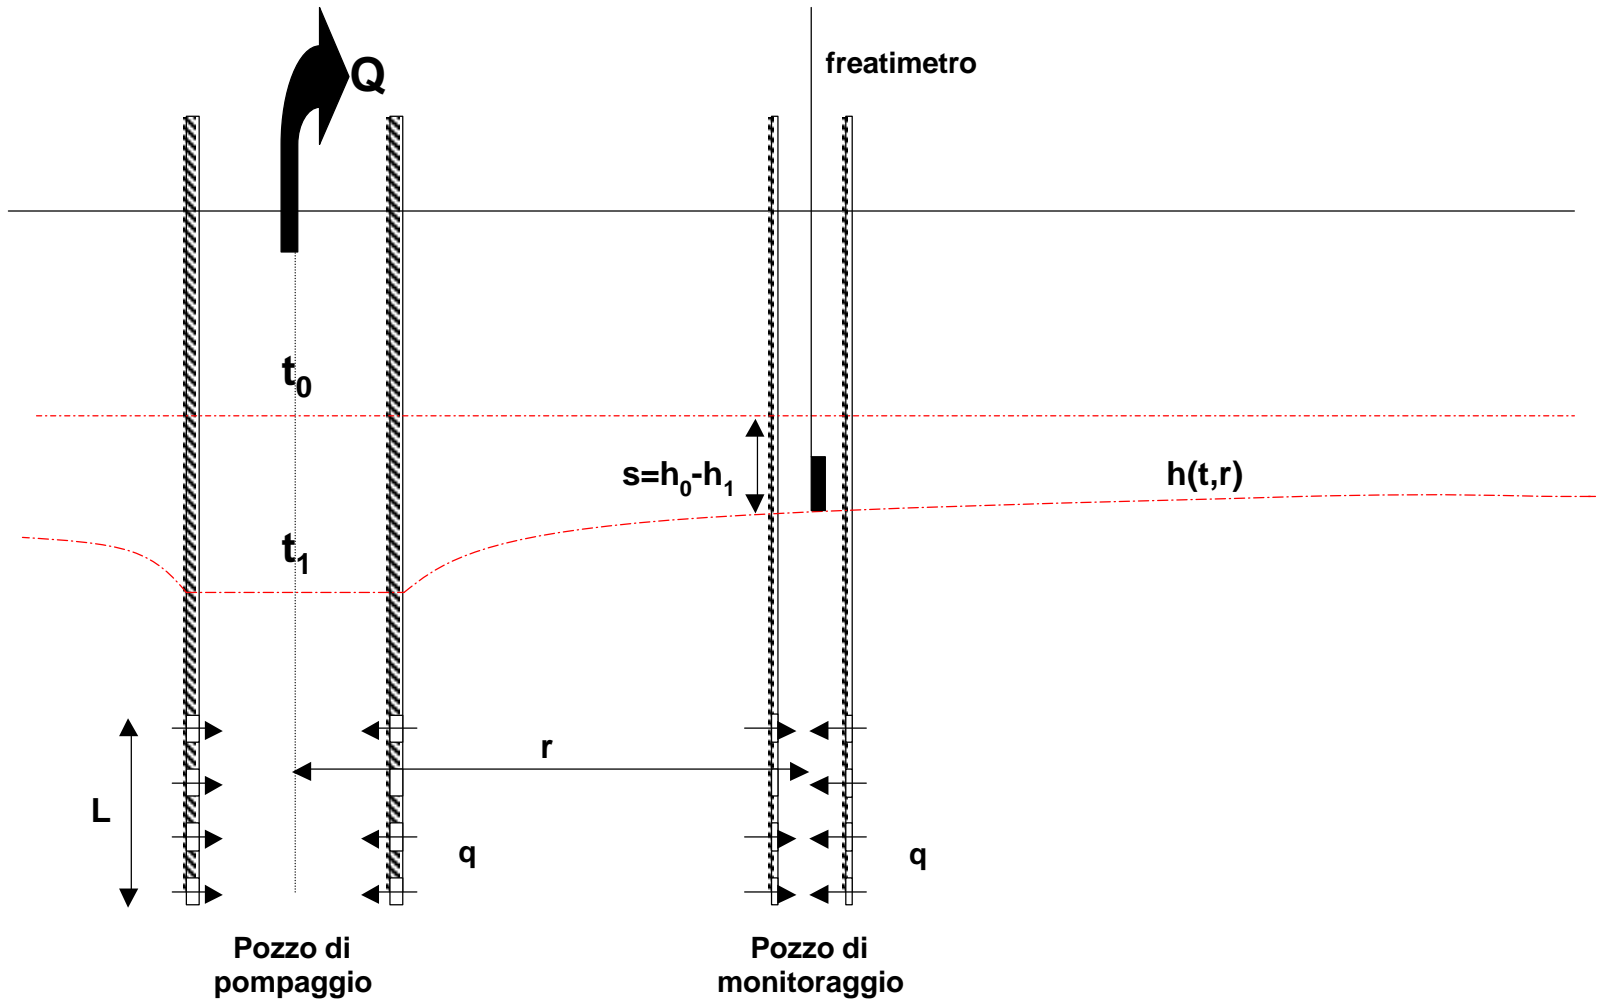 freatimetro
Q
t0
s=h0-h1
h(t,r)
t1
r
L
q
q
Pozzo di
pompaggio
Pozzo di
monitoraggio